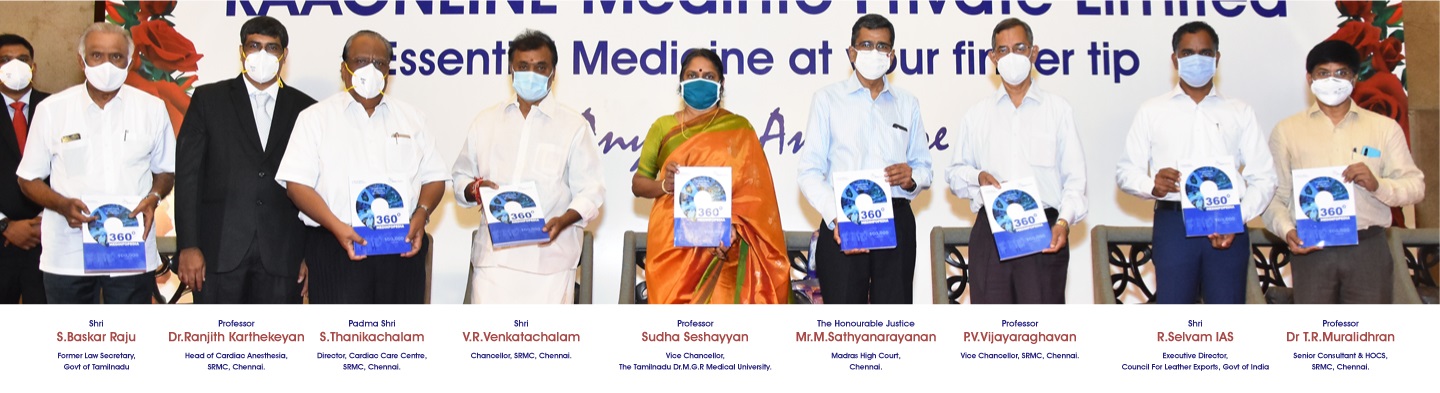 RAAONLINE Medinfo Private Limited
Essential Medicine at your finger tip
360°
360°
360°
360°
360°
360°
360°
360°
Shri
S.Baskar Raju
Former Law Secretary,
Govt of Tamilnadu
Professor
Dr.Ranjith Karthekeyan
Head of Cardiac Anesthesia,
SRMC, Chennai.
Padma Shri
S.Thanikachalam
Director, Cardiac Care Centre,
SRMC, Chennai.
Shri
V.R.Venkatachalam
Chancellor, SRMC, Chennai.
Professor
Sudha Seshayyan
Vice Chancellor,
The Tamilnadu Dr.M.G.R Medical University.
The Honourable Justice
Mr.M.Sathyanarayanan
Madras High Court,
Chennai.
Professor
P.V.Vijayaraghavan
Vice Chancellor, SRMC, Chennai.
Shri
R.Selvam IAS
Executive Director,
Council For Leather Exports, Govt of India
Professor
Dr T.R.Muralidhran
Senior Consultant & HOCS,
SRMC, Chennai.